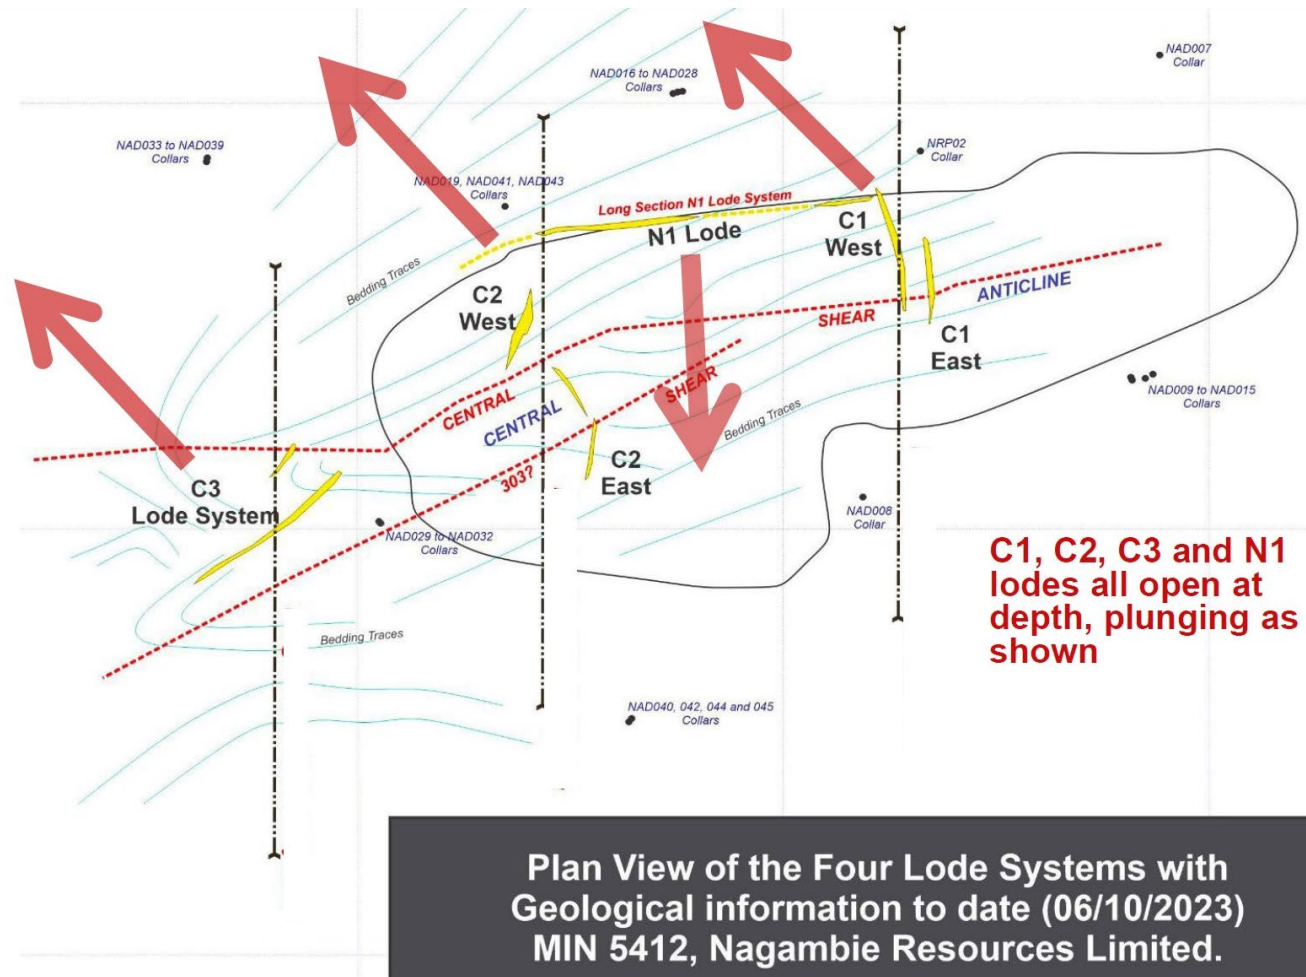 NAD007
Collar
NAD016 to NAD028
Collars
NAD033 to NAD039
Collars
NRP02
Collar
NAD019, NAD041, NAD043
Collars
Long Section N1 Lode System
N1 Lode
C1
West
Bedding Traces
C2
West
SHEAR
ANTICLINE
C1
East
CENTRAL
CENTRAL
SHEAR
NAD009 to NAD015
Collars
Bedding Traces
303?
C2
East
C3
Lode System
NAD008
Collar
NAD029 to NAD032
Collars
C1, C2, C3 and N1
lodes all open at
depth, plunging as
shown
Bedding Traces
NAD040, 042, 044 and 045
Collars
Plan View of the Four Lode Systems with
Geological information to date (06/10/2023)
MIN 5412, Nagambie Resources Limited.